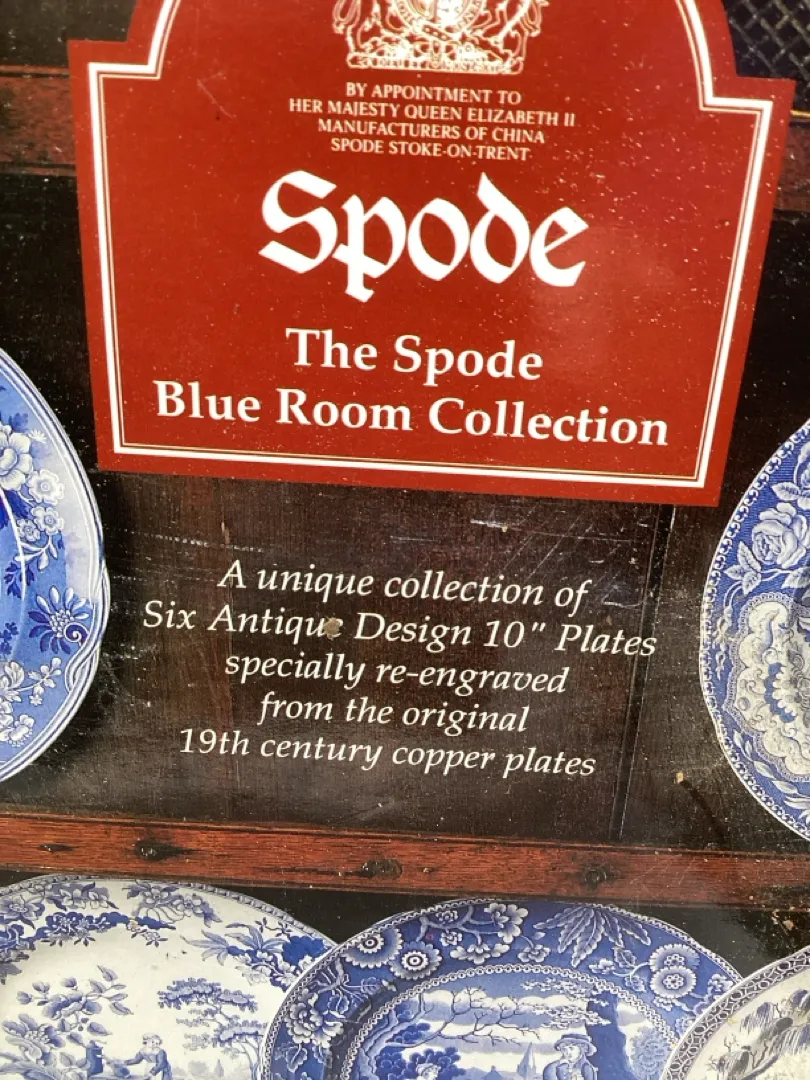 BY APPOINTMENT TO
HER MAJESTY QUEEN ELIZABETH II
MANUFACTURERS OF CHINA
SPODE STOKE-ON-TRENT
Spode
The Spode
Blue Room Collection
A unique collection of
Six Antique Design 10" Plates
specially re-engraved
from the original
19th century copper plates